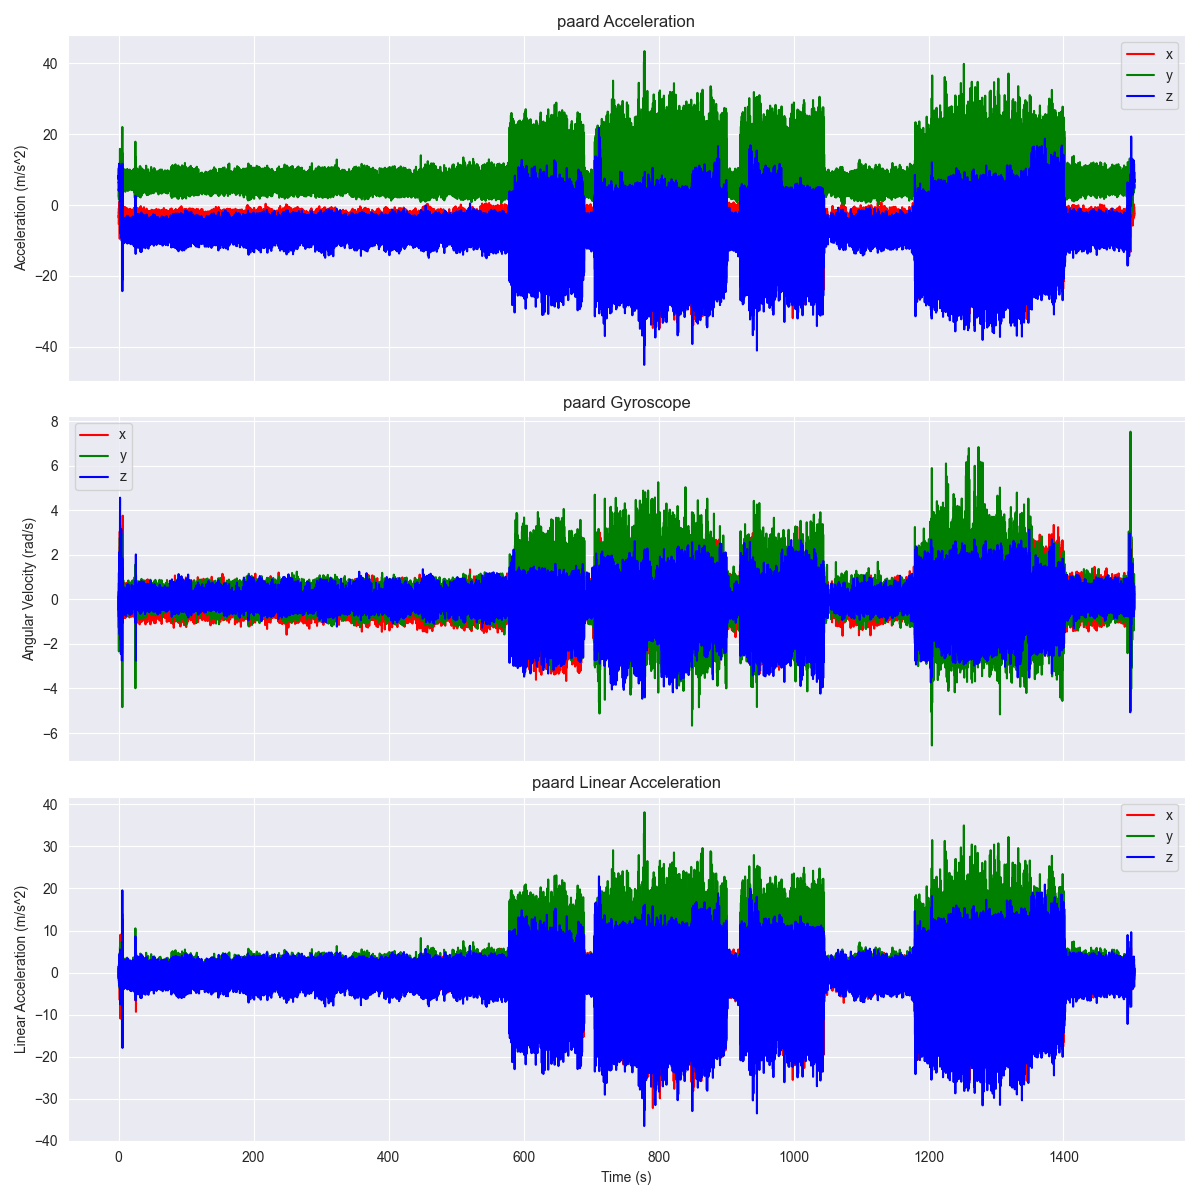 paard Acceleration
Acceleration (m/s^2)
40
20
0
−20
−40
x
y
z
paard Gyroscope
Angular Velocity (rad/s)
8
6
4
2
0
−2
−4
−6
x
y
z
paard Linear Acceleration
Linear Acceleration (m/s^2)
40
30
20
10
0
−10
−20
−30
−40
x
y
z
0 200 400 600 800 1000 1200 1400
Time (s)